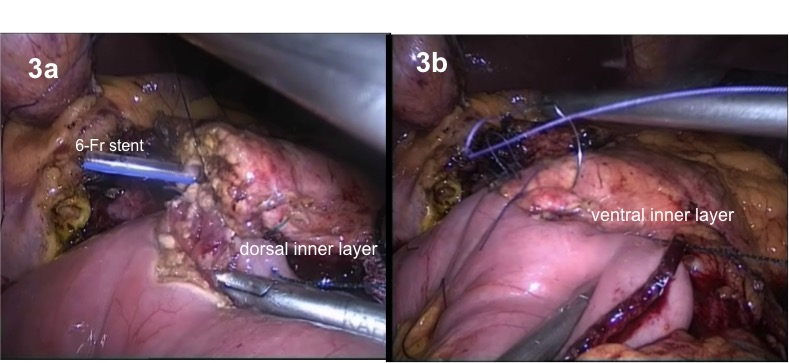 3a
6-Fr stent
dorsal inner layer
3b
ventral inner layer